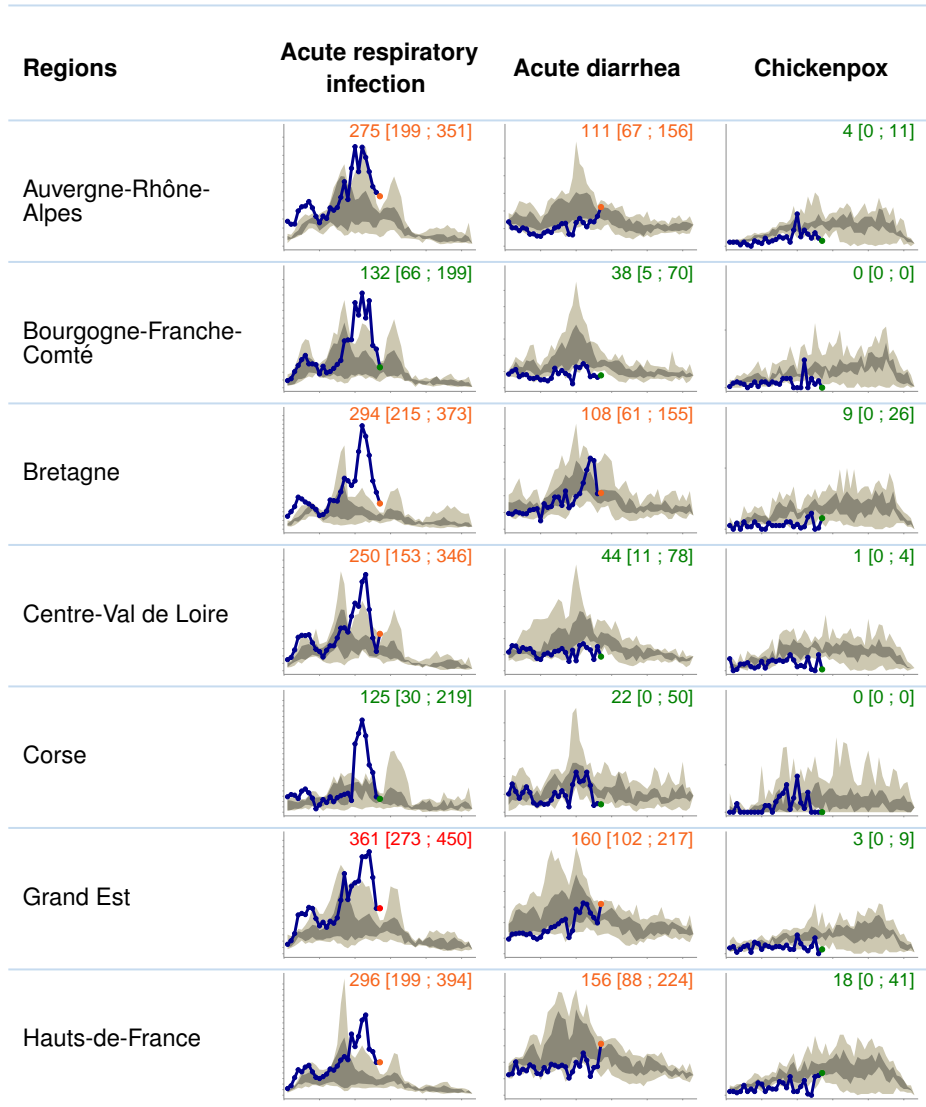 Regions
Acute respiratory
infection
Acute diarrhea
Chickenpox
Auvergne-Rhône-
Alpes
275 [199 ; 351]
111 [67 ; 156]
4 [0 ; 11]
Bourgogne-Franche-
Comté
132 [66 ; 199]
38 [5 ; 70]
0 [0 ; 0]
Bretagne
294 [215 ; 373]
108 [61 ; 155]
9 [0 ; 26]
Centre-Val de Loire
250 [153 ; 346]
44 [11 ; 78]
1 [0 ; 4]
Corse
125 [30 ; 219]
22 [0 ; 50]
0 [0 ; 0]
Grand Est
361 [273 ; 450]
160 [102 ; 217]
3 [0 ; 9]
Hauts-de-France
296 [199 ; 394]
156 [88 ; 224]
18 [0 ; 41]